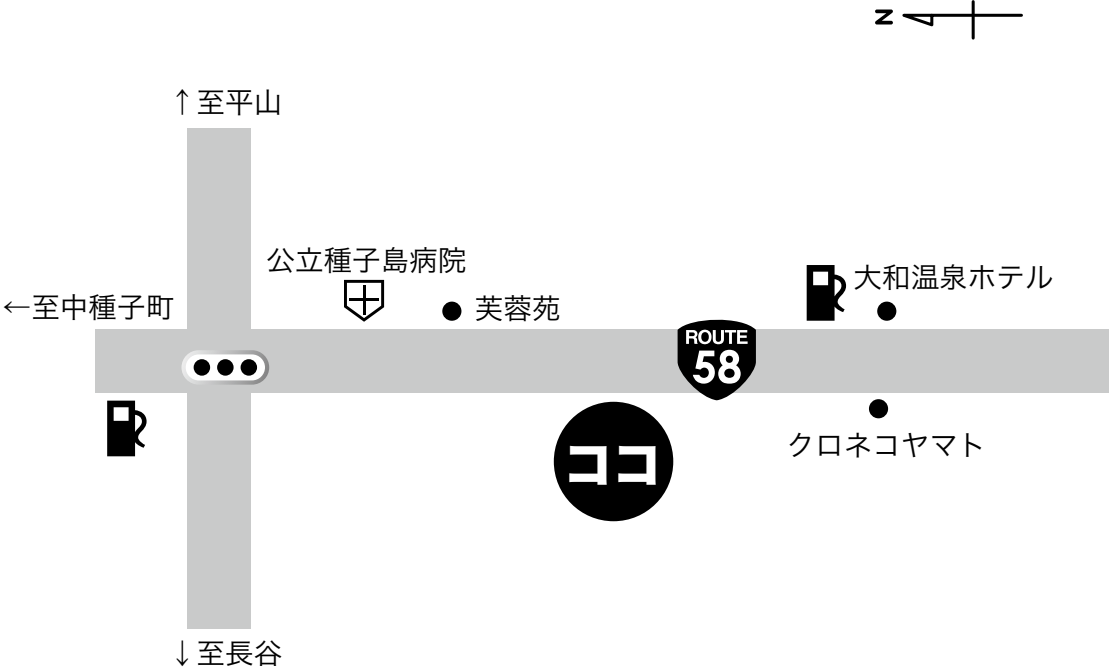 N
↑至平山
公立種子島病院
大和温泉ホテル
←至中種子町
芙蓉苑
ROUTE
58
クロネコヤマト
ココ
↓至長谷